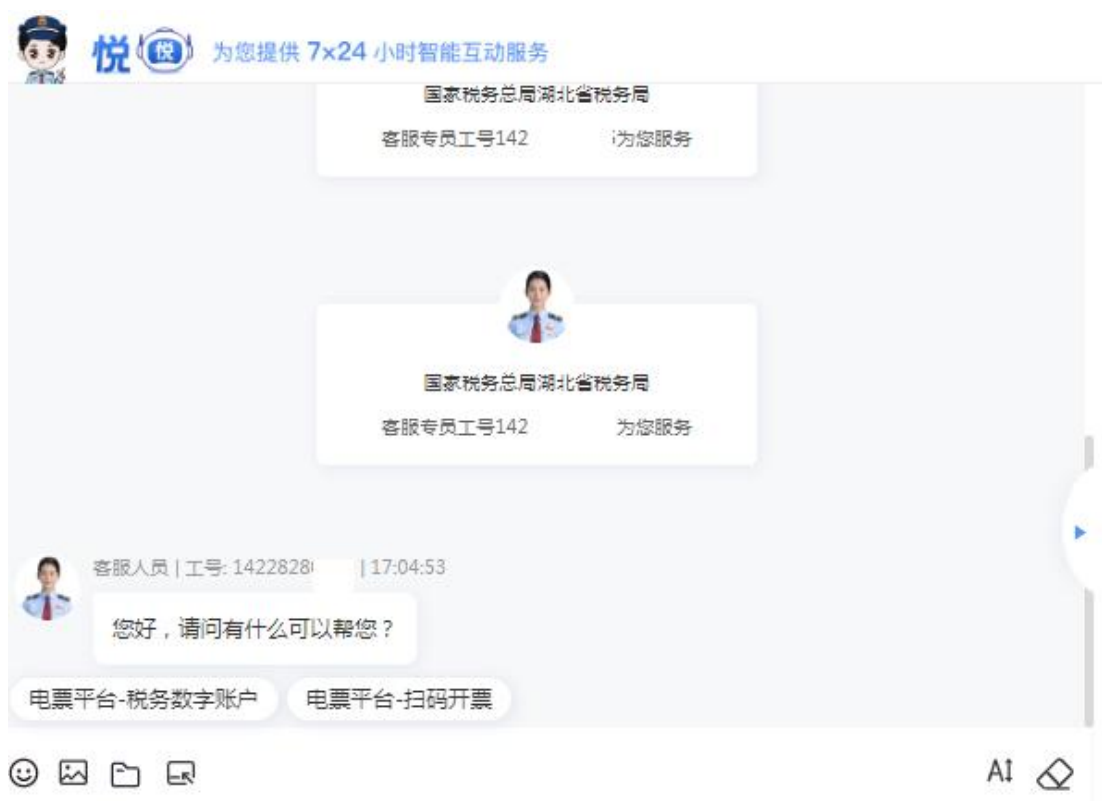 悦 悦 为您提供 7×24 小时智能互动服务
国家税务总局湖北省税务局
客服专员工号142 为您服务
国家税务总局湖北省税务局
客服专员工号142 为您服务
客服人员 | 工号: 1422828 | 17:04:53
您好，请问有什么可以帮您？
电票平台-税务数字账户 电票平台-扫码开票
A